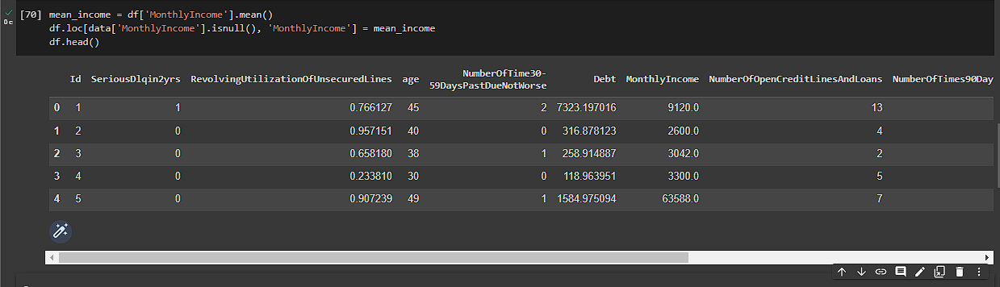 [70] mean_income = df['MonthlyIncome'].mean()
0c
df.loc[data['MonthlyIncome'].isnull(), 'MonthlyIncome'] = mean_income
df.head()
Id SeriousDlqin2yrs RevolvingUtilizationOfUnsecuredLines age NumberOfTime30-59DaysPastDueNotWorse Debt MonthlyIncome NumberOfOpenCreditLinesAndLoans NumberOfTimes90Day
0 1 1 0.766127 45 2 7323.197016 9120.0 13
1 2 0 0.957151 40 0 316.878123 2600.0 4
2 3 0 0.658180 38 1 258.914887 3042.0 2
3 4 0 0.233810 30 0 118.963951 3300.0 5
4 5 0 0.907239 49 1 1584.975094 63588.0 7